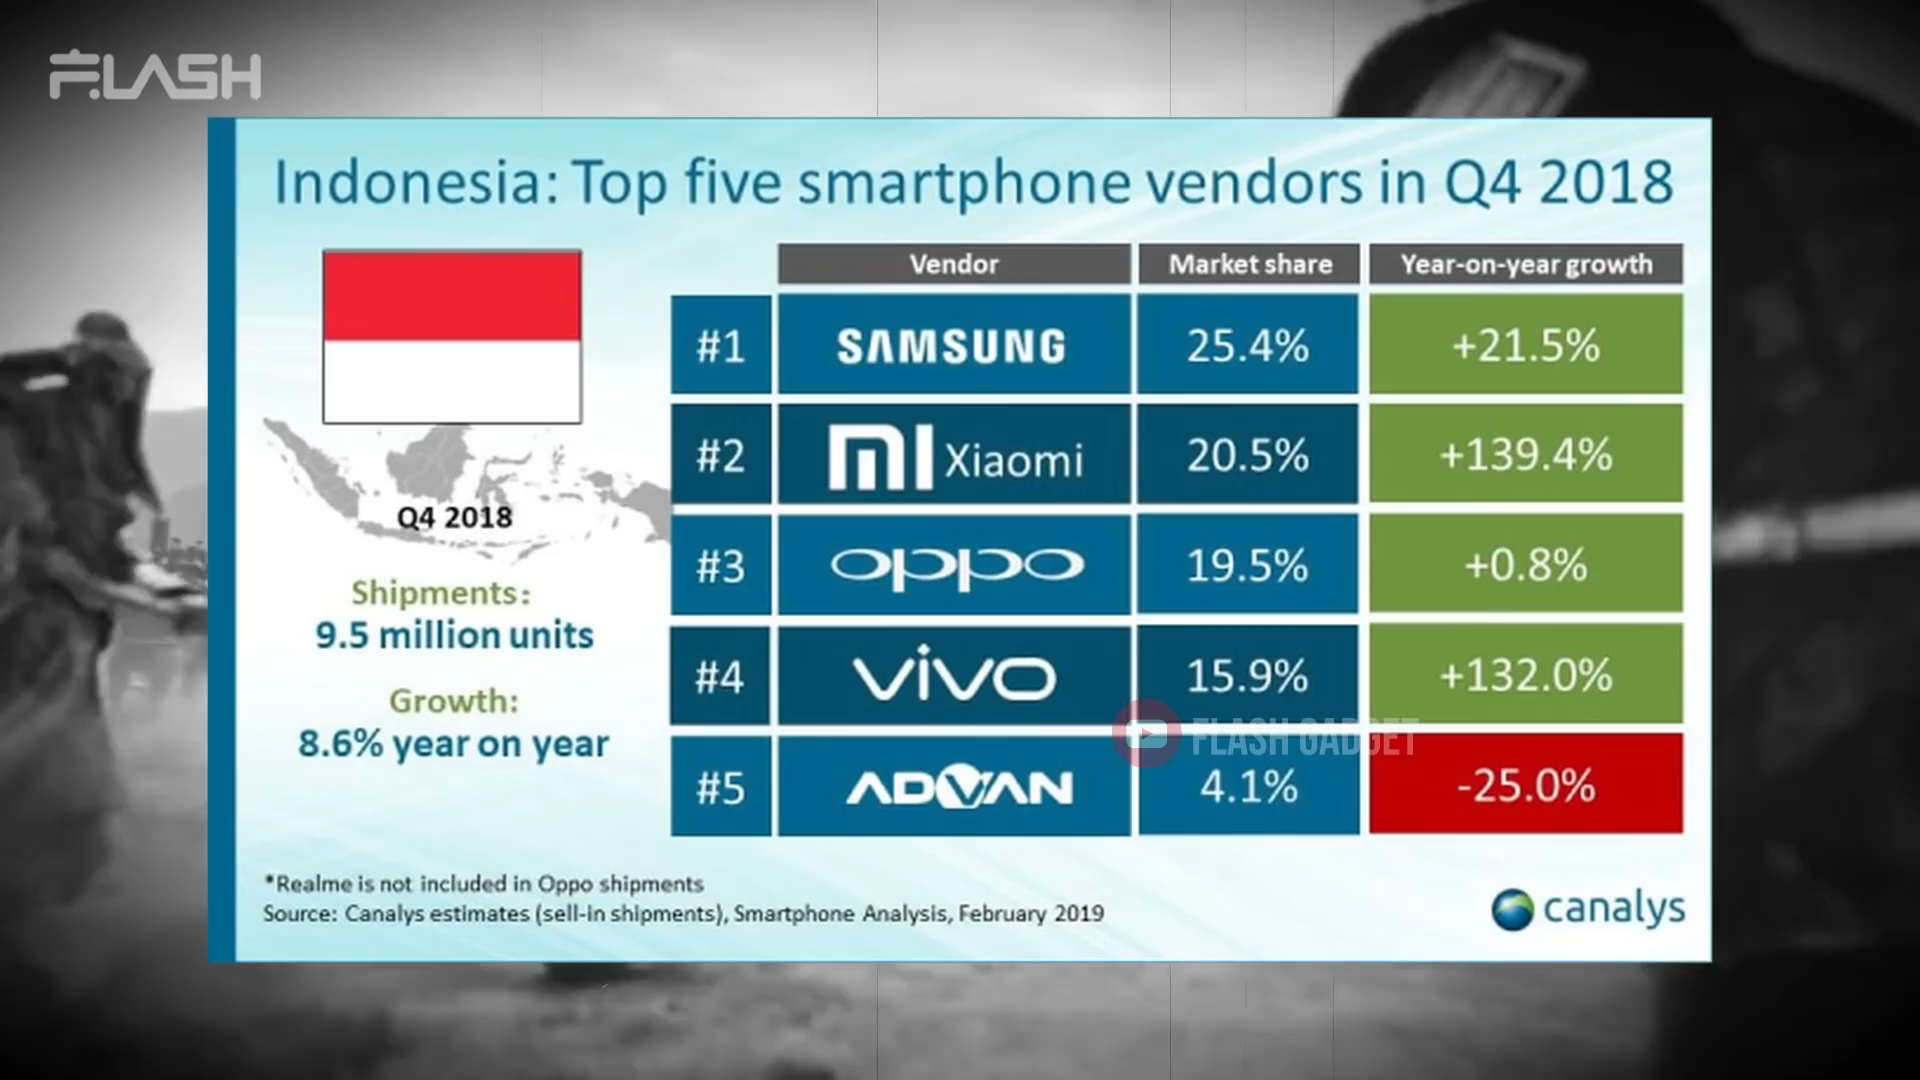 FLASH
Indonesia: Top five smartphone vendors in Q4 2018
Vendor Market share Year-on-year growth
#1 SAMSUNG 25.4% +21.5%
#2 MI Xiaomi 20.5% +139.4%
#3 oppo 19.5% +0.8%
#4 vivo 15.9% +132.0%
#5 ADVAN 4.1% -25.0%
Q4 2018
Shipments:
9.5 million units
Growth:
8.6% year on year
FLASH GADGET
*Realme is not included in Oppo shipments
Source: Canalys estimates (sell-in shipments), Smartphone Analysis, February 2019
canalys